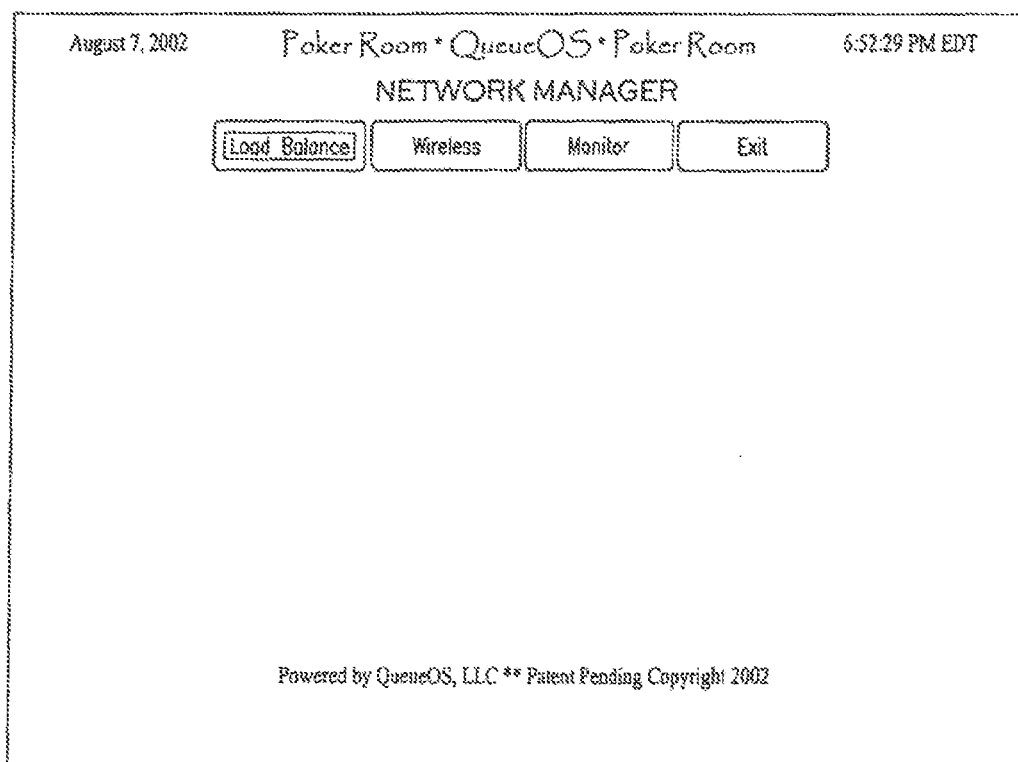 August 7, 2002 Poker Room * QueueOS * Poker Room 6:52:29 PM EDT
NETWORK MANAGER
Load Balance Wireless Monitor Exit
Powered by QueueOS, LLC ** Patent Pending Copyright 2002